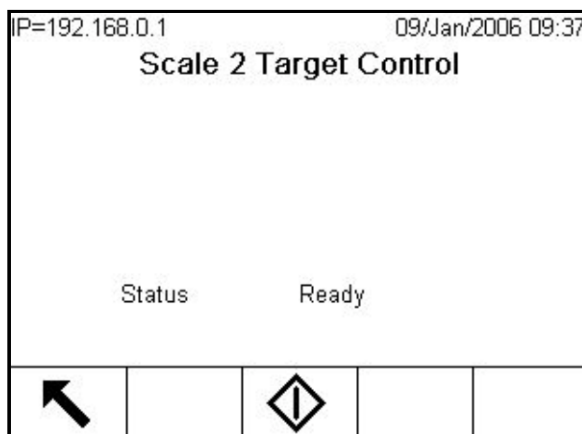 IP=192.168.0.1 09/Jan/2006 09:37
Scale 2 Target Control
Status Ready